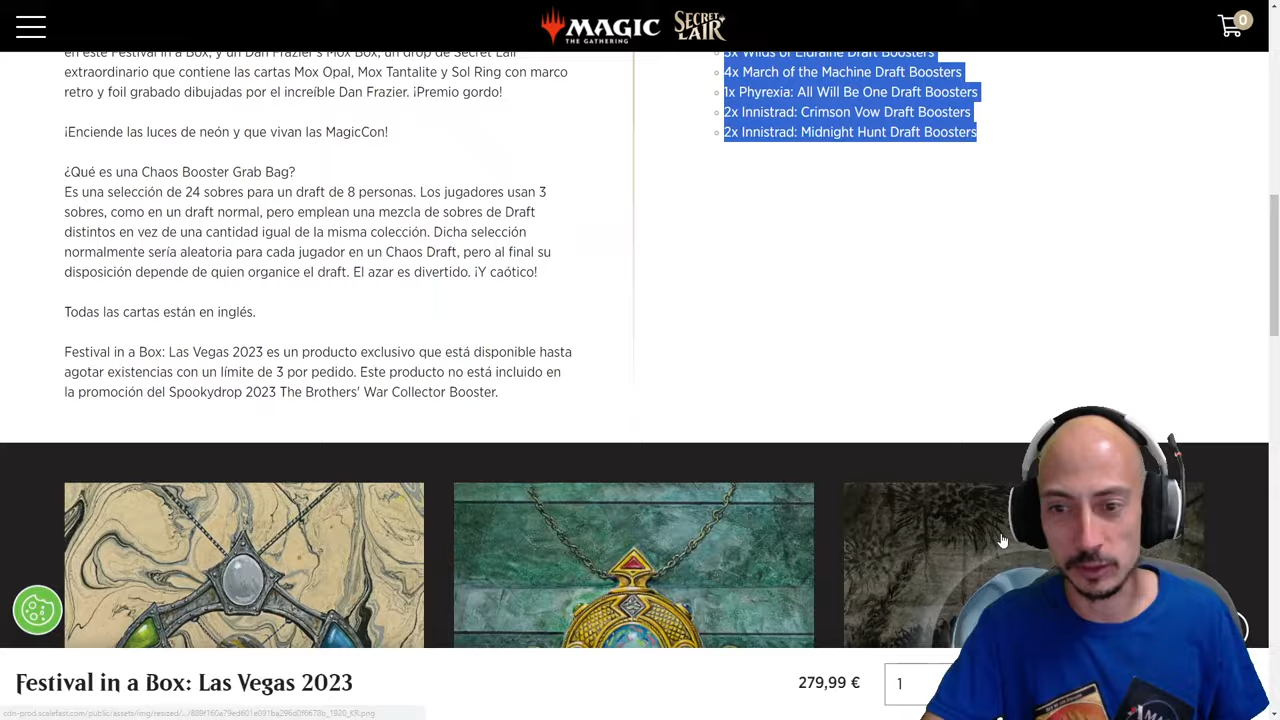 MAGIC
THE GATHERING
SECRET
LAIR
0
en este Festival in a Box, y un Dan Frazier's Mox Box, un drop de Secret Lair
extraordinario que contiene las cartas Mox Opal, Mox Tantalite y Sol Ring con marco
retro y foil grabado dibujadas por el increíble Dan Frazier. ¡Premio gordo!
¡Enciende las luces de neón y que vivan las MagicCon!
¿Qué es una Chaos Booster Grab Bag?
Es una selección de 24 sobres para un draft de 8 personas. Los jugadores usan 3
sobres, como en un draft normal, pero emplean una mezcla de sobres de Draft
distintos en vez de una cantidad igual de la misma colección. Dicha selección
normalmente sería aleatoria para cada jugador en un Chaos Draft, pero al final su
disposición depende de quien organice el draft. El azar es divertido. ¡Y caótico!
Todas las cartas están en inglés.
Festival in a Box: Las Vegas 2023 es un producto exclusivo que está disponible hasta
agotar existencias con un límite de 3 por pedido. Este producto no está incluido en
la promoción del Spookydrop 2023 The Brothers' War Collector Booster.
Wilds of Eldraine Draft Boosters
4x March of the Machine Draft Boosters
1x Phyrexia: All Will Be One Draft Boosters
2x Innistrad: Crimson Vow Draft Boosters
2x Innistrad: Midnight Hunt Draft Boosters
Festival in a Box: Las Vegas 2023
279,99 €
1